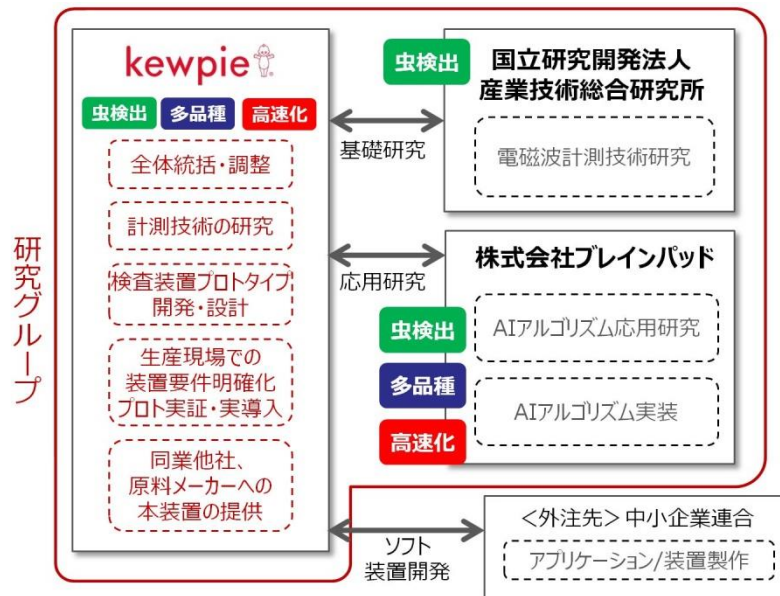 kewpie
虫検出 多品種 高速化
全体統括・調整
計測技術の研究
検査装置プロトタイプ
開発・設計
生産現場での
装置要件明確化
プロト実証・実導入
同業他社、
原料メーカーへの
本装置の提供
研究グループ
基礎研究
応用研究
ソフト
装置開発
虫検出
国立研究開発法人
産業技術総合研究所
電磁波計測技術研究
株式会社ブレインパッド
虫検出
多品種
高速化
AIアルゴリズム応用研究
AIアルゴリズム実装
<外注先> 中小企業連合
アプリケーション/装置製作